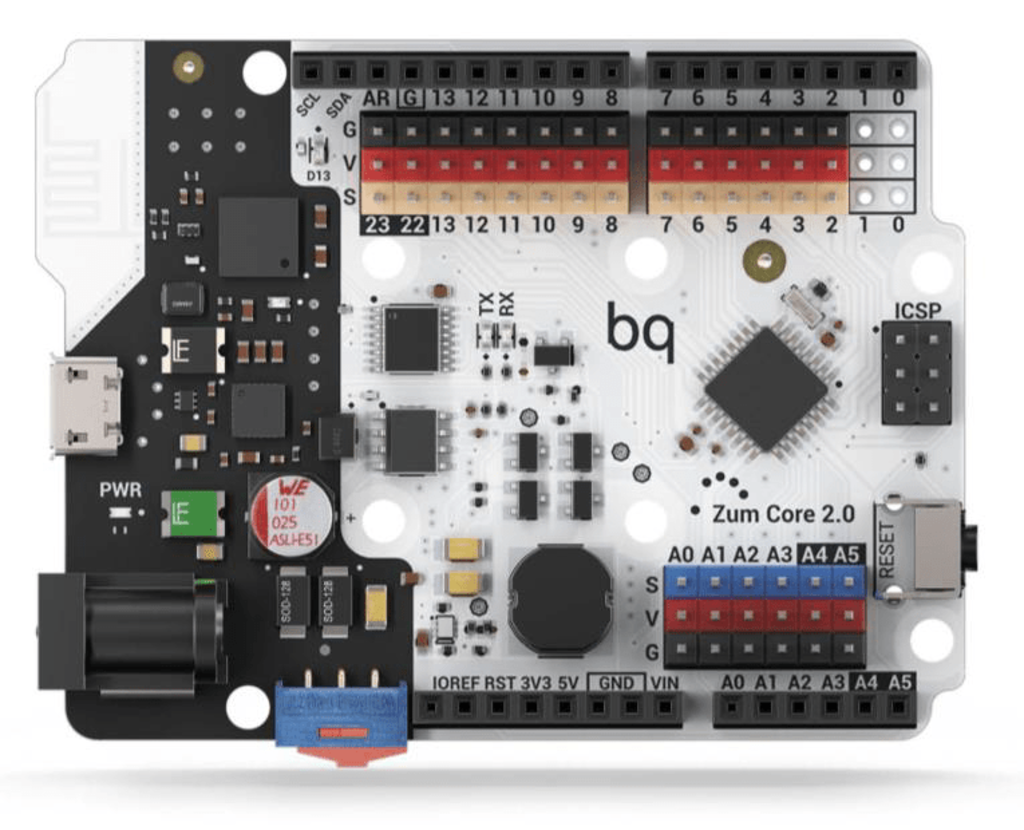 SCL SDA AR G 13 12 11 10 9 8 7 6 5 4 3 2 1 0
G
V
S
D13
23 22 13 12 11 10 9 8 7 6 5 4 3 2 1 0
TX
RX
bq
ICSP
PWR
WE
101
025
ASLI-E51
+
Zum Core 2.0
RESET
A0 A1 A2 A3 A4 A5
S
V
G
SOD-128
SOD-128
IOREF RST 3V3 5V GND VIN
A0 A1 A2 A3 A4 A5